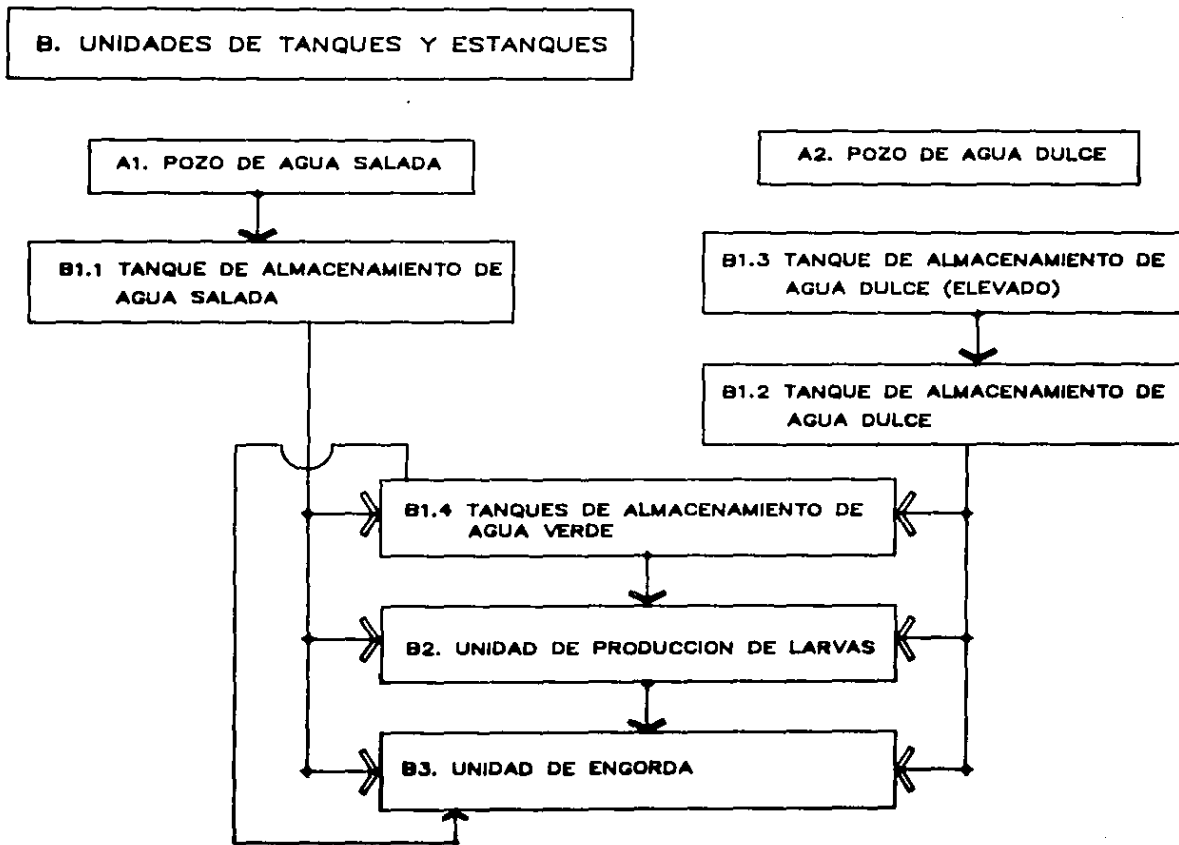 B. UNIDADES DE TANQUES Y ESTANQUES
A1. POZO DE AGUA SALADA
A2. POZO DE AGUA DULCE
B1.1 TANQUE DE ALMACENAMIENTO DE
AGUA SALADA
B1.3 TANQUE DE ALMACENAMIENTO DE
AGUA DULCE (ELEVADO)
B1.2 TANQUE DE ALMACENAMIENTO DE
AGUA DULCE
B1.4 TANQUES DE ALMACENAMIENTO DE
AGUA VERDE
B2. UNIDAD DE PRODUCCION DE LARVAS
B3. UNIDAD DE ENGORDA